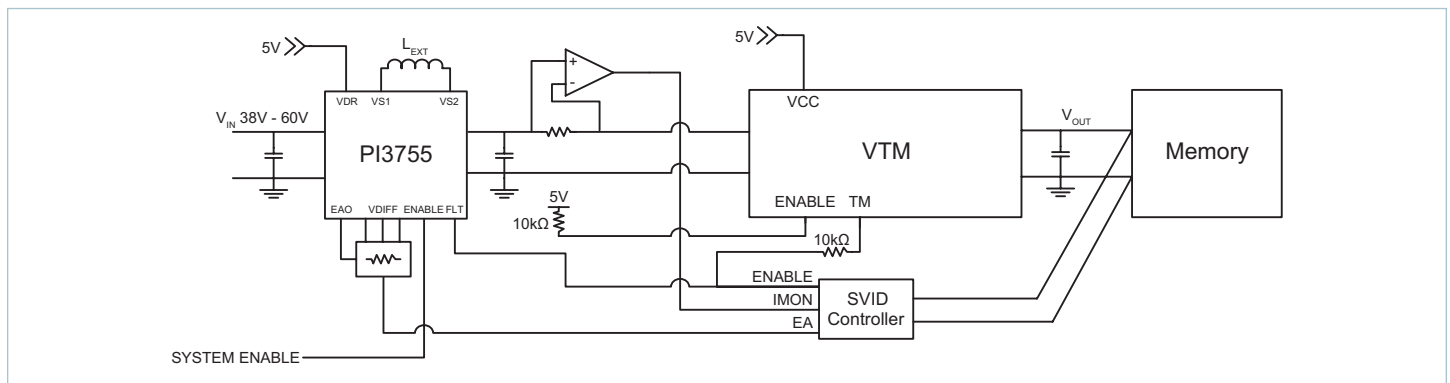 5V
L_EXT
5V
VDR VS1 VS2
VCC
V_IN 38V - 60V
V_OUT
PI3755
VTM
Memory
5V
10kΩ
ENABLE TM
EAO VDIFF ENABLE FLT
10kΩ
ENABLE
IMON
EA
SVID
Controller
SYSTEM ENABLE
+
-